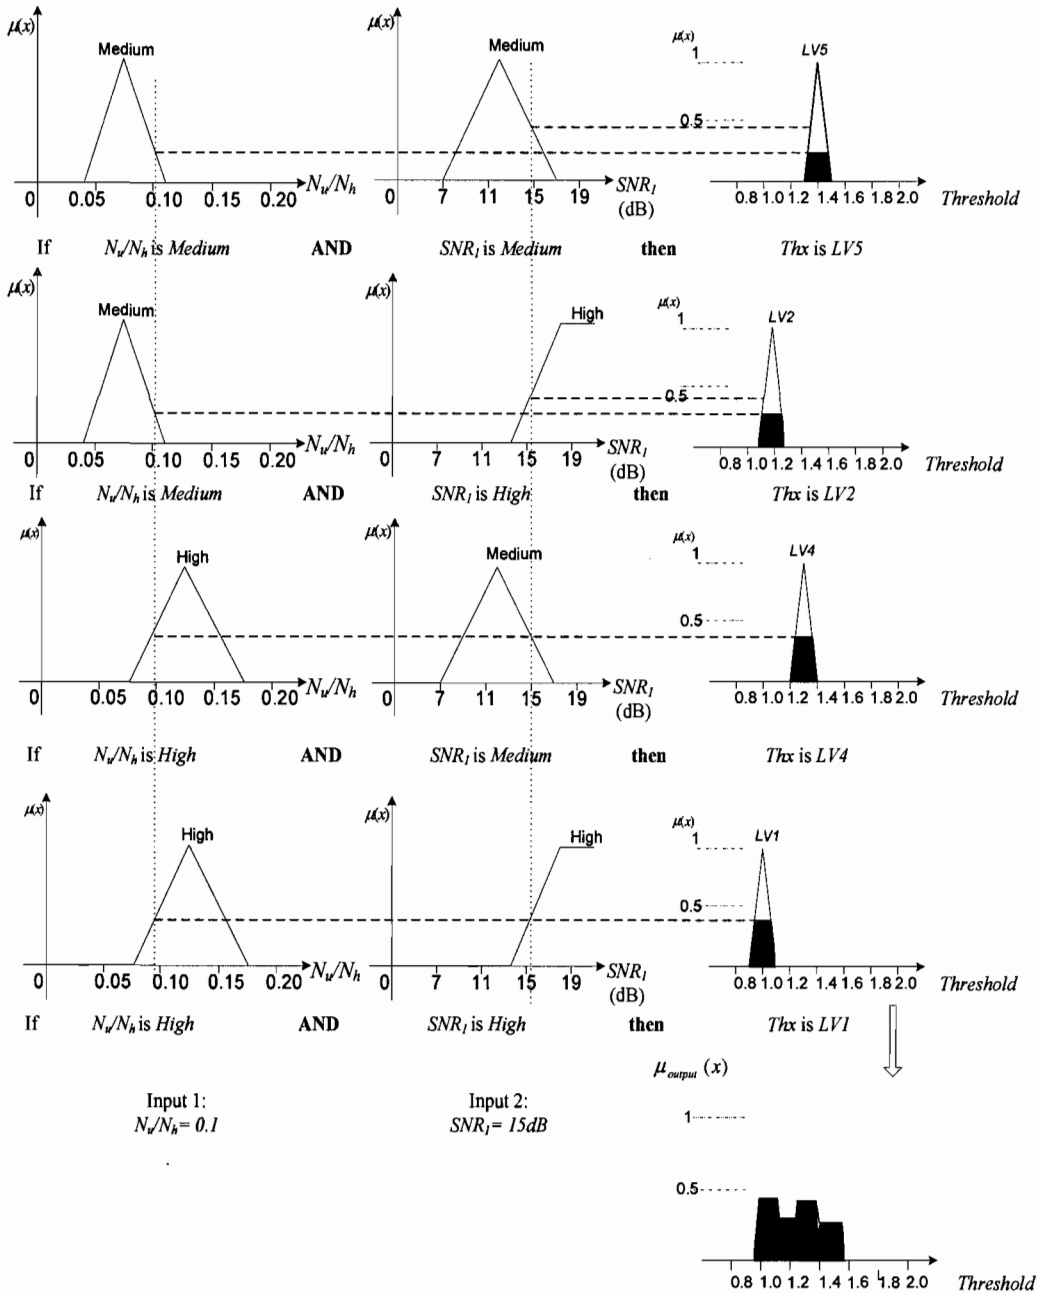 μ(x) μ(x) μ(x)
Medium Medium 1 LV5
0.5
0 0.05 0.10 0.15 0.20 Nu/Nh 0 7 11 15 19 SNR1 (dB) 0.8 1.0 1.2 1.4 1.6 1.8 2.0 Threshold
If Nu/Nh is Medium AND SNR1 is Medium then Thx is LV5
μ(x) μ(x) μ(x)
Medium High 1 LV2
0.5
0 0.05 0.10 0.15 0.20 Nu/Nh 0 7 11 15 19 SNR1 (dB) 0.8 1.0 1.2 1.4 1.6 1.8 2.0 Threshold
If Nu/Nh is Medium AND SNR1 is High then Thx is LV2
μ(x) μ(x) μ(x)
High Medium 1 LV4
0.5
0 0.05 0.10 0.15 0.20 Nu/Nh 0 7 11 15 19 SNR1 (dB) 0.8 1.0 1.2 1.4 1.6 1.8 2.0 Threshold
If Nu/Nh is High AND SNR1 is Medium then Thx is LV4
μ(x) μ(x) μ(x)
High High 1 LV1
0.5
0 0.05 0.10 0.15 0.20 Nu/Nh 0 7 11 15 19 SNR1 (dB) 0.8 1.0 1.2 1.4 1.6 1.8 2.0 Threshold
If Nu/Nh is High AND SNR1 is High then Thx is LV1
μoutput (x)
Input 1: Input 2:
Nu/Nh= 0.1 SNR1= 15dB
1
0.5
0.8 1.0 1.2 1.4 1.6 1.8 2.0 Threshold